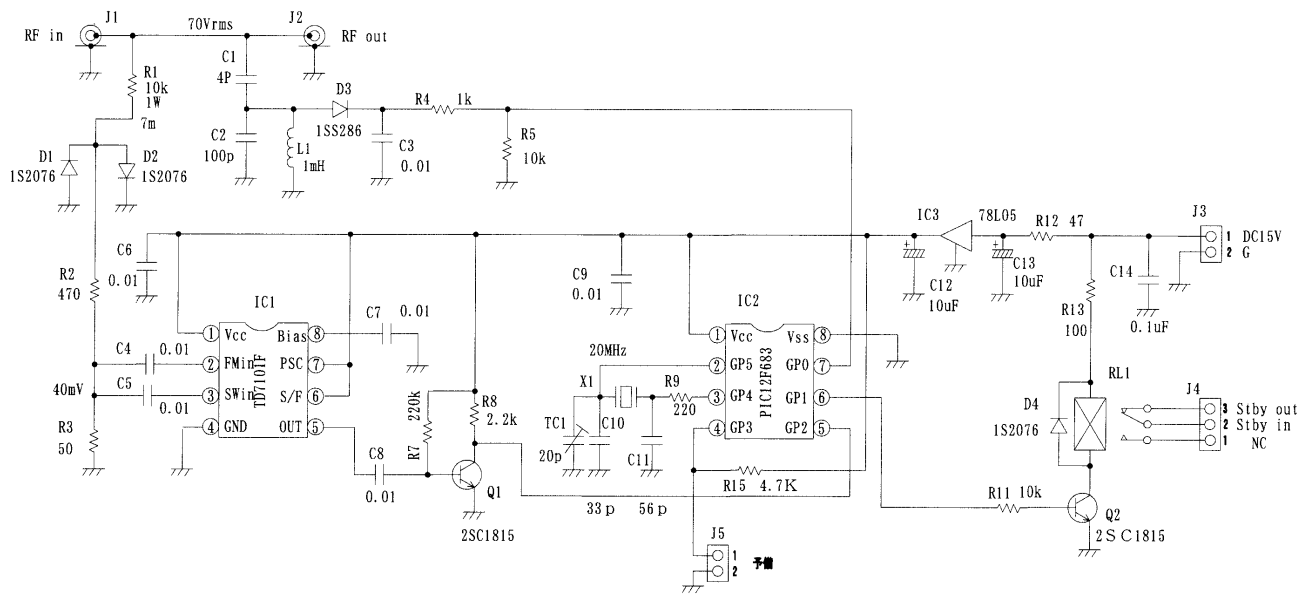 J1
70Vrms
J2
RF in
RF out
R1
10k
1W
7m
C1
4P
D3
1SS286
R4
1k
C2
100p
L1
1mH
C3
0.01
R5
10k
D1
1S2076
D2
1S2076
IC3
78L05
R12 47
J3
1
DC15V
2
G
C6
0.01
C9
0.01
C12
10uF
C13
10uF
C14
0.1uF
R2
470
IC1
C7
0.01
IC2
R13
100
1
Vcc
Bias
8
2
FMin
PSC
7
3
SWin
S/F
6
4
GND
OUT
5
TD7101F
C4
0.01
C5
0.01
40mV
R3
50
20MHz
X1
R9
220
1
Vcc
Vss
8
2
GP5
GP0
7
3
GP4
GP1
6
4
GP3
GP2
5
PIC12F683
RL1
J4
D4
1S2076
3
Stby out
2
Stby in
1
NC
220k
R7
R8
2.2k
TC1
20p
C10
C11
C8
0.01
Q1
2SC1815
33p
56p
R15 4.7K
R11 10k
Q2
2SC1815
J5
1
2
予備